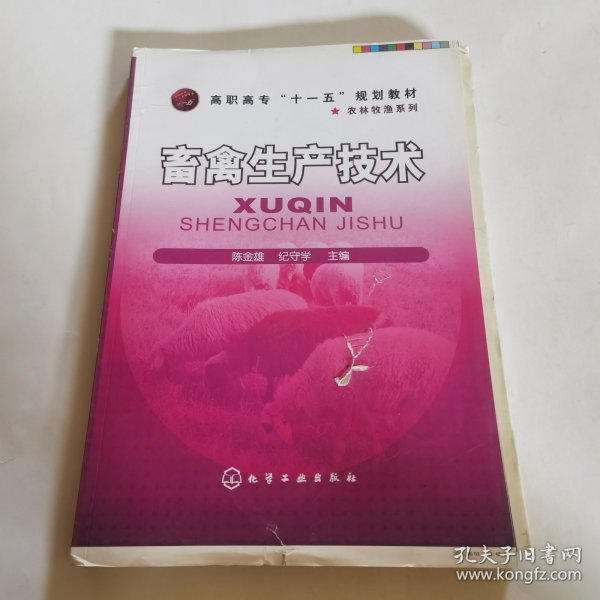 高职高专“十一五”规划教材
★ 农林牧渔系列
畜禽生产技术
XUQIN
SHENGCHAN JISHU
陈金雄 纪守学 主编
化学工业出版社
孔夫子旧书网
www.kongfz.com